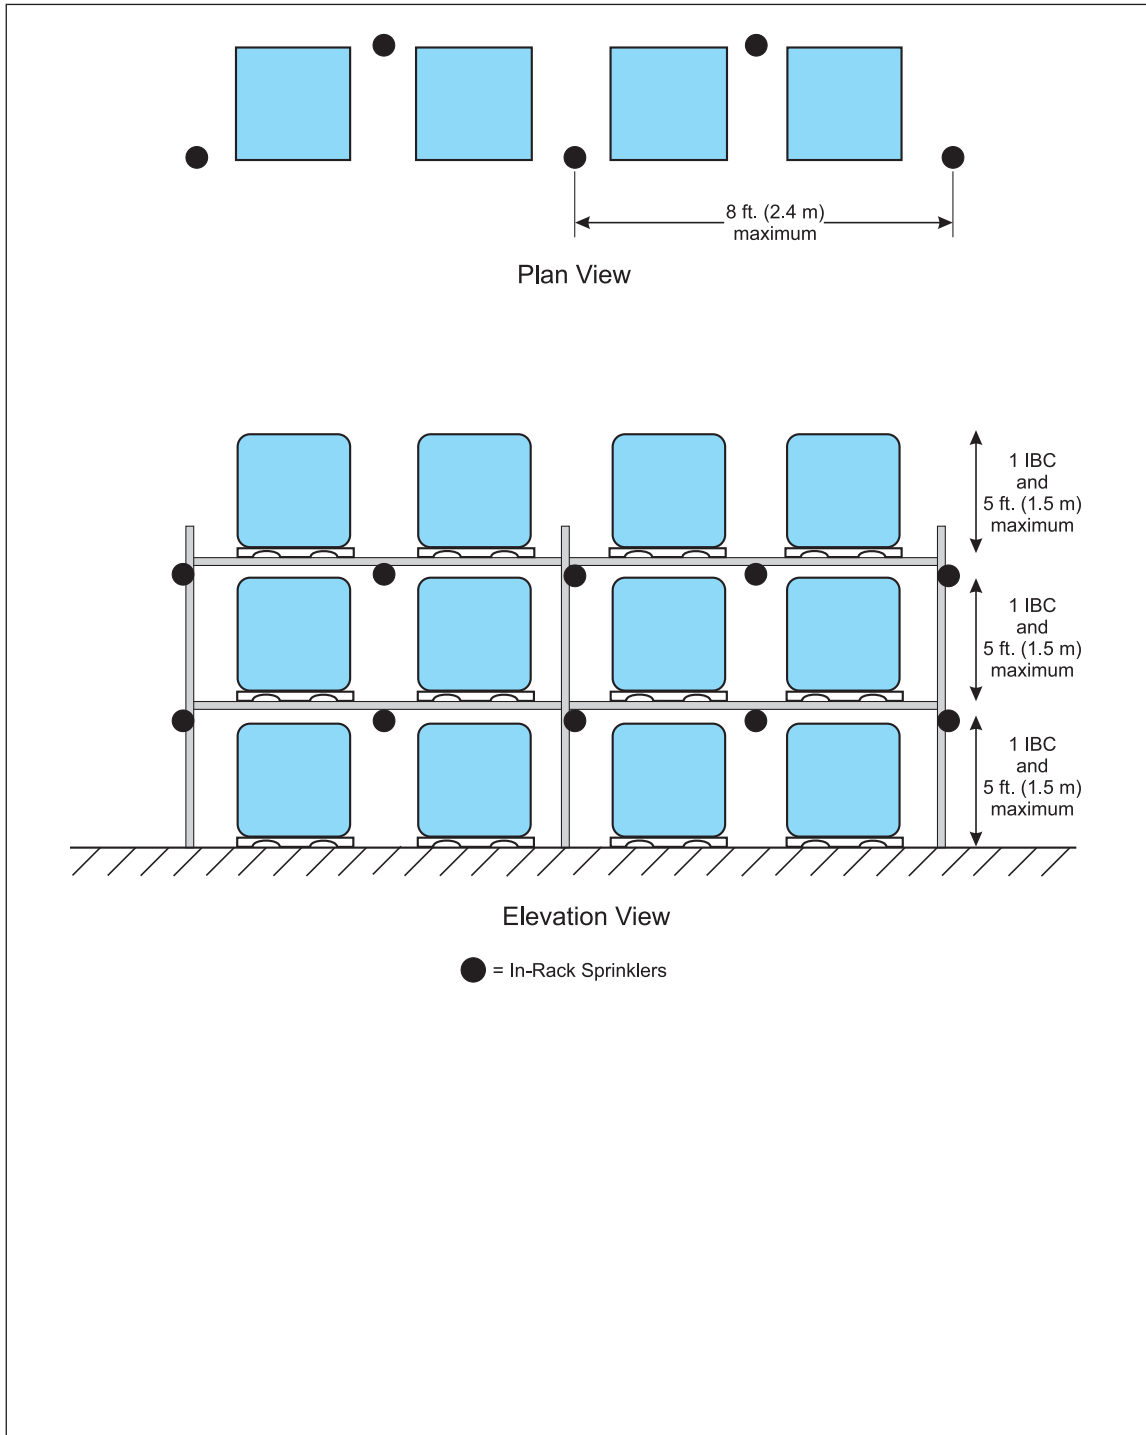 8 ft. (2.4 m)
maximum
Plan View
1 IBC
and
5 ft. (1.5 m)
maximum
1 IBC
and
5 ft. (1.5 m)
maximum
1 IBC
and
5 ft. (1.5 m)
maximum
Elevation View
= In-Rack Sprinklers